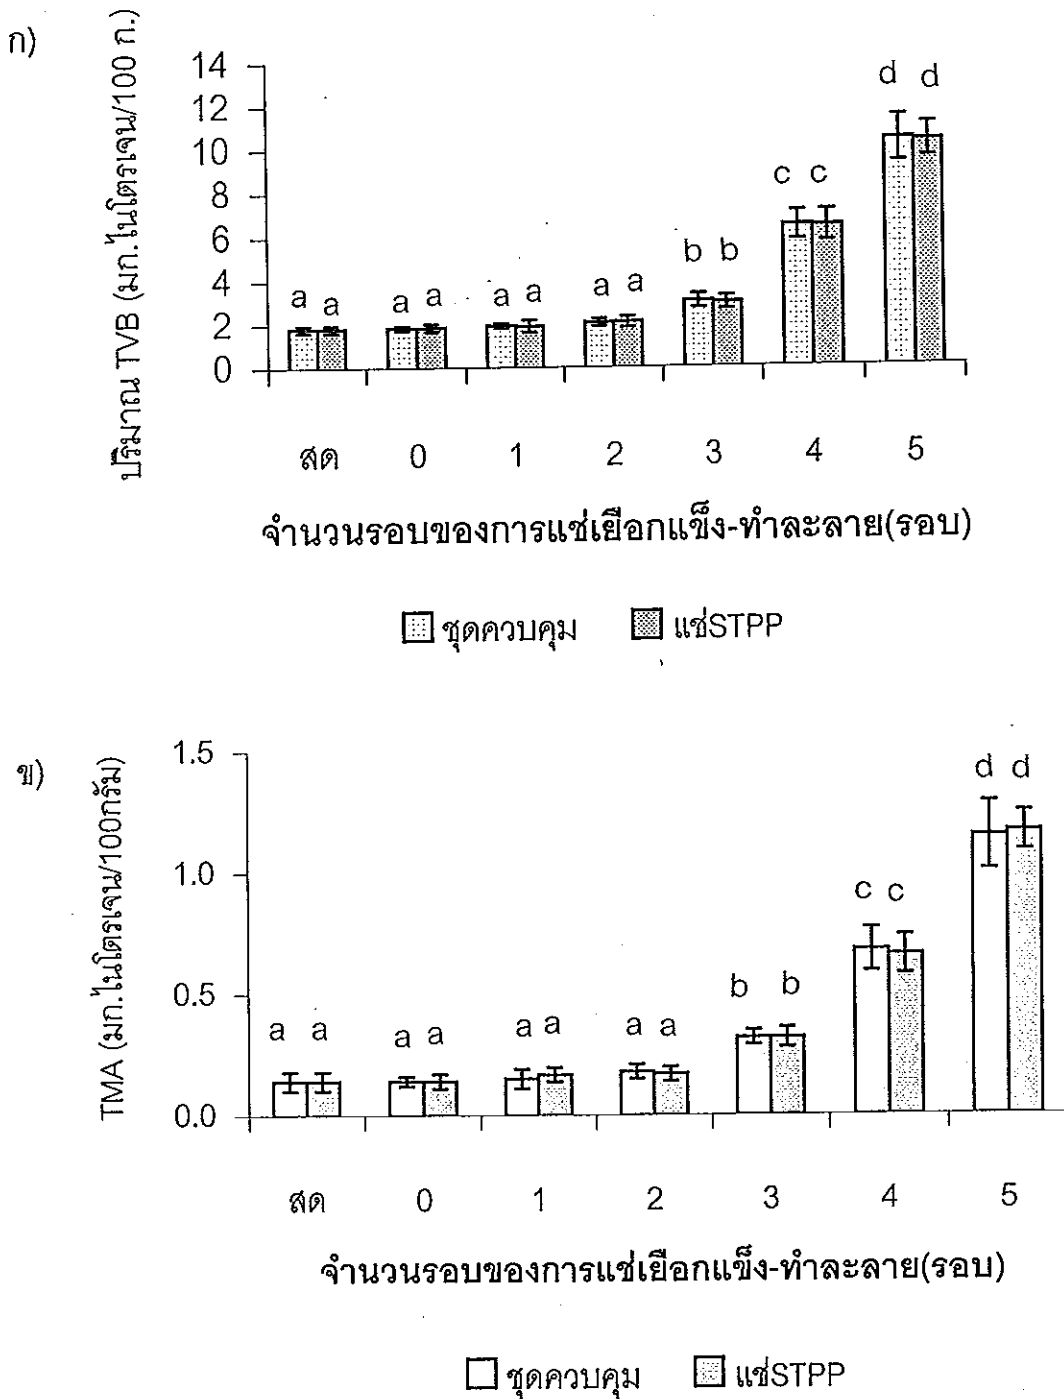 ก)
ปริมาณ TVB (มก.ไนโตรเจน/100 ก.)
14
12
10
8
6
4
2
0
a a a a a a a a b b c c d d
สด 0 1 2 3 4 5
จำนวนรอบของการแช่เยือกแข็ง-ทำละลาย(รอบ)
ชุดควบคุม แช่STPP
ข)
TMA (มก.ไนโตรเจน/100กรัม)
1.5
1.0
0.5
0.0
a a a a a a a a b b c c d d
สด 0 1 2 3 4 5
จำนวนรอบของการแช่เยือกแข็ง-ทำละลาย(รอบ)
ชุดควบคุม แช่STPP